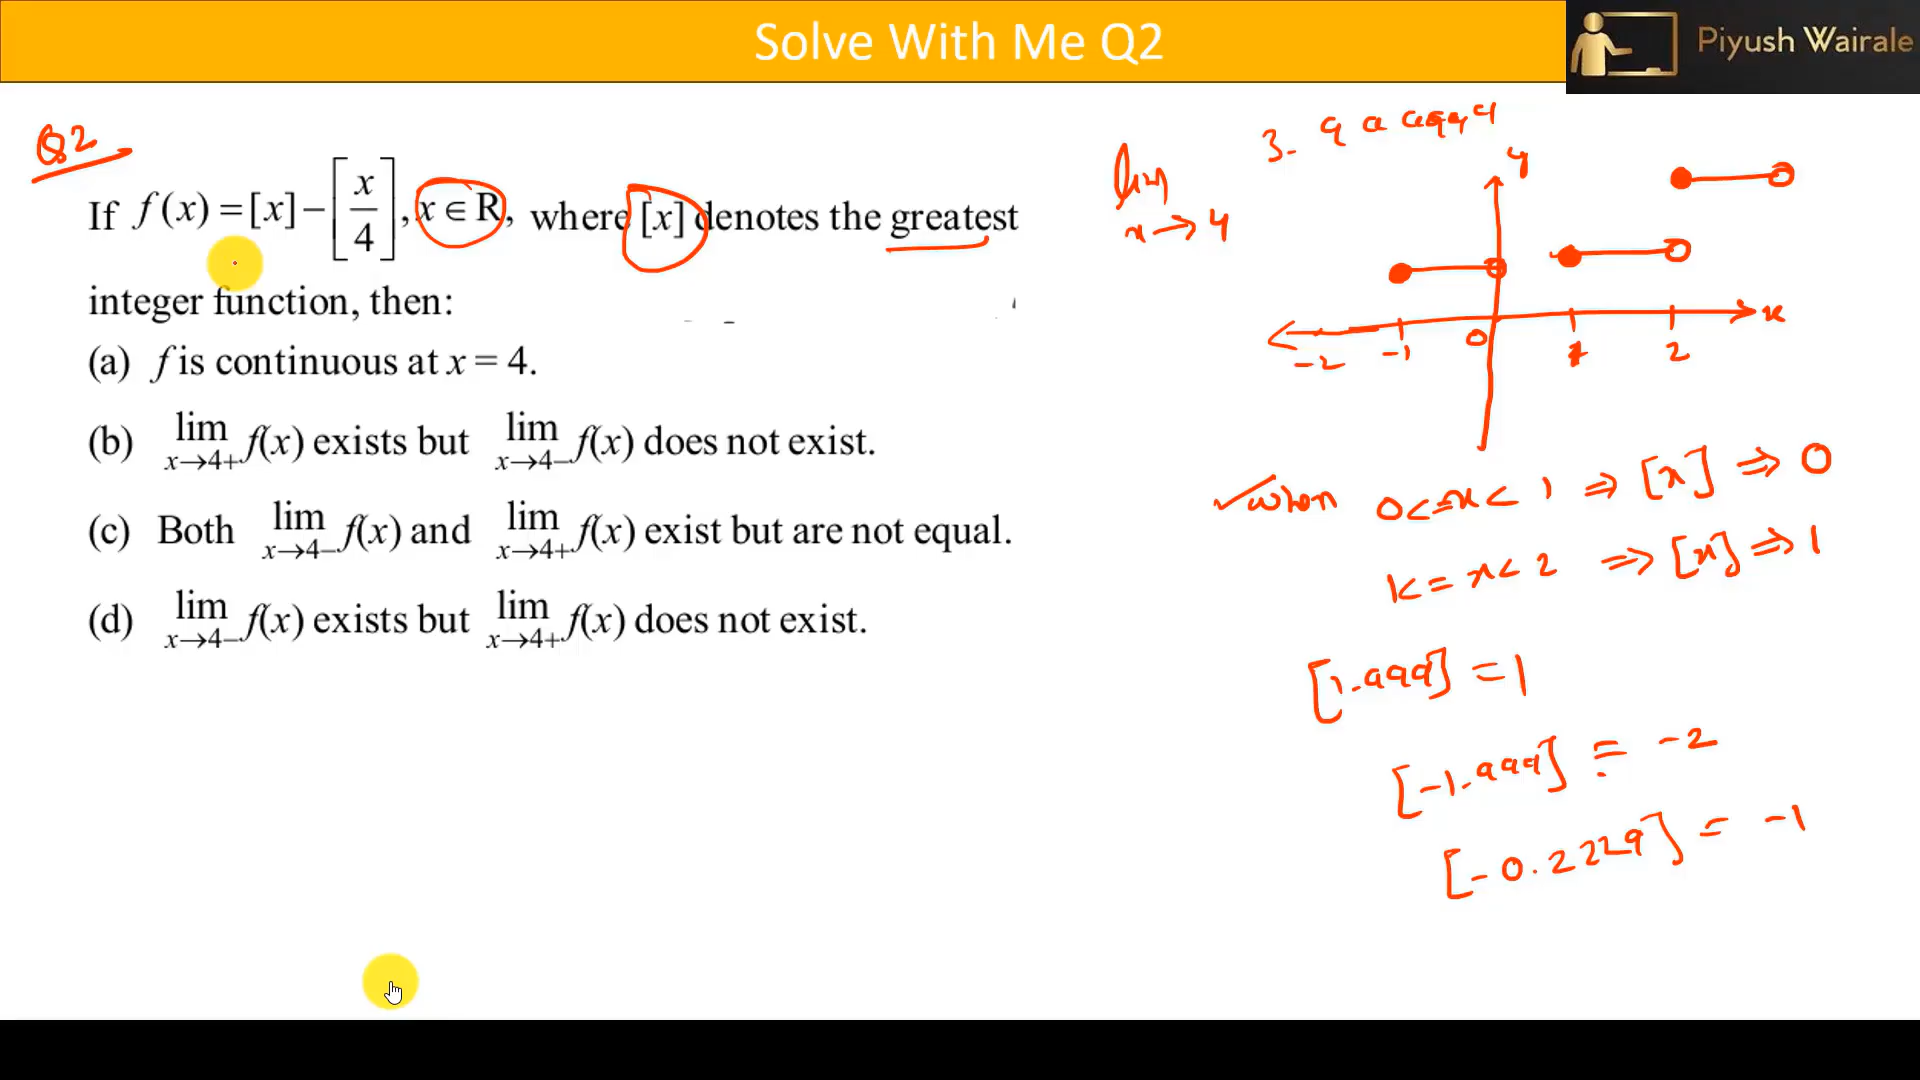 Solve With Me Q2
Piyush Wairale
Q2
If f(x) = [x] − [x/4], x ∈ R, where [x] denotes the greatest
integer function, then:
(a) f is continuous at x = 4.
(b) lim x→4+ f(x) exists but lim x→4− f(x) does not exist.
(c) Both lim x→4− f(x) and lim x→4+ f(x) exist but are not equal.
(d) lim x→4− f(x) exists but lim x→4+ f(x) does not exist.
lim x→4
y
x
-2 -1 0 1 2
when 0<=x<1 ⇒ [x] ⇒ 0
1<=x<2 ⇒ [x] ⇒ 1
[1.999] = 1
[-1.999] = -2
[-0.2229] = -1